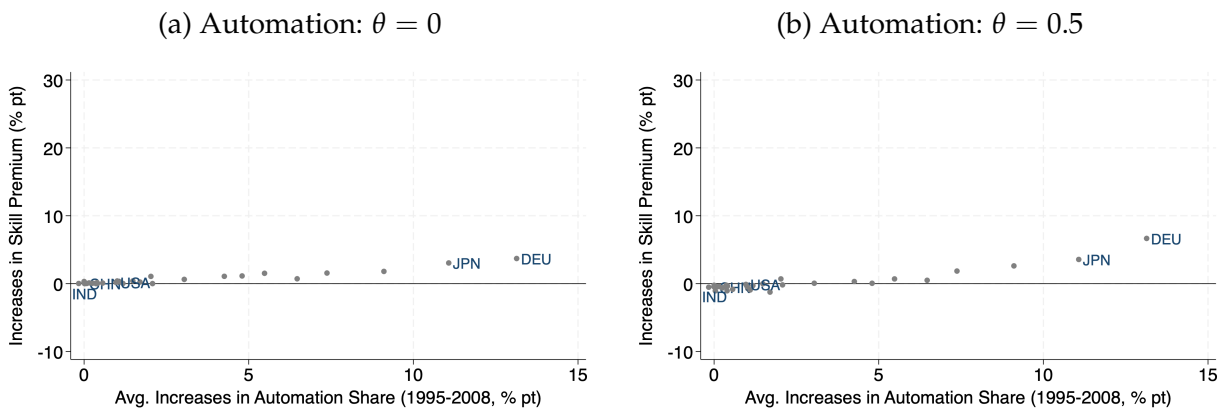 (a) Automation: θ = 0
Increases in Skill Premium (% pt)
30
20
10
0
-10
IND
CHN
USA
JPN
DEU
0
5
10
15
Avg. Increases in Automation Share (1995-2008, % pt)
(b) Automation: θ = 0.5
Increases in Skill Premium (% pt)
30
20
10
0
-10
IND
CHN
USA
JPN
DEU
0
5
10
15
Avg. Increases in Automation Share (1995-2008, % pt)